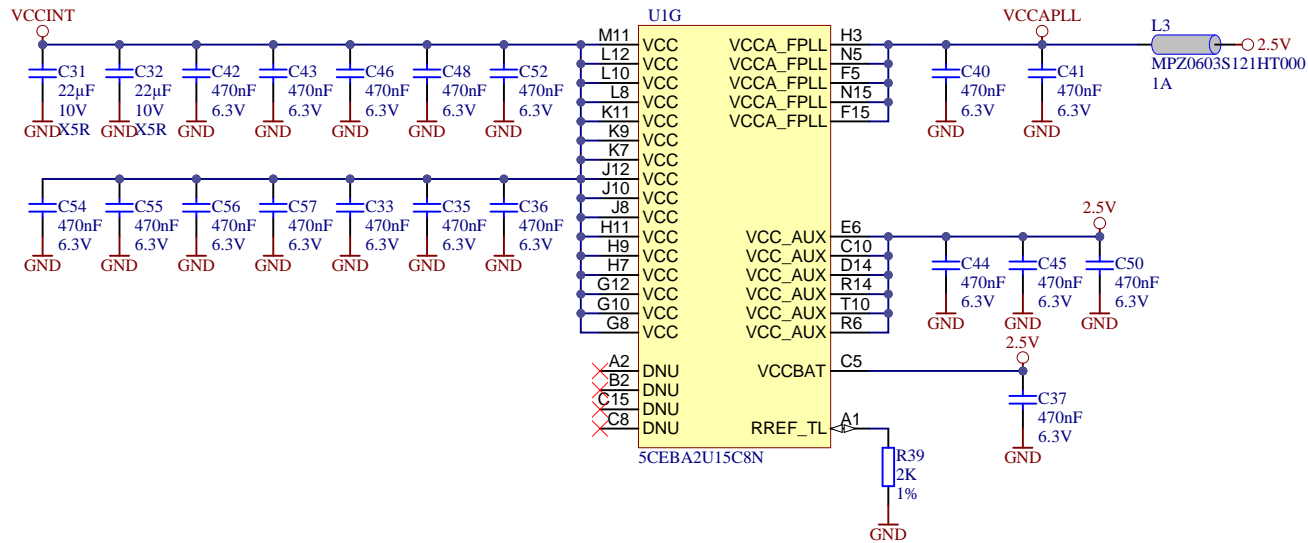 VCCINT
U1G
VCCAPLL
L3
2.5V
MPZ0603S121HT000
1A
C31
22µF
10V
X5R
GND
C32
22µF
10V
X5R
GND
C42
470nF
6.3V
GND
C43
470nF
6.3V
GND
C46
470nF
6.3V
GND
C48
470nF
6.3V
GND
C52
470nF
6.3V
GND
M11 VCC
L12 VCC
L10 VCC
L8 VCC
K11 VCC
K9 VCC
K7 VCC
J12 VCC
J10 VCC
J8 VCC
H11 VCC
H9 VCC
H7 VCC
G12 VCC
G10 VCC
G8 VCC
A2 DNU
B2 DNU
C15 DNU
C8 DNU
VCCA_FPLL H3
VCCA_FPLL N5
VCCA_FPLL F5
VCCA_FPLL N15
VCCA_FPLL F15
VCC_AUX E6
VCC_AUX C10
VCC_AUX D14
VCC_AUX R14
VCC_AUX T10
VCC_AUX R6
VCCBAT C5
RREF_TL A1
5CEBA2U15C8N
C40
470nF
6.3V
GND
C41
470nF
6.3V
GND
C54
470nF
6.3V
GND
C55
470nF
6.3V
GND
C56
470nF
6.3V
GND
C57
470nF
6.3V
GND
C33
470nF
6.3V
GND
C35
470nF
6.3V
GND
C36
470nF
6.3V
GND
2.5V
C44
470nF
6.3V
GND
C45
470nF
6.3V
GND
C50
470nF
6.3V
GND
2.5V
C37
470nF
6.3V
GND
R39
2K
1%
GND